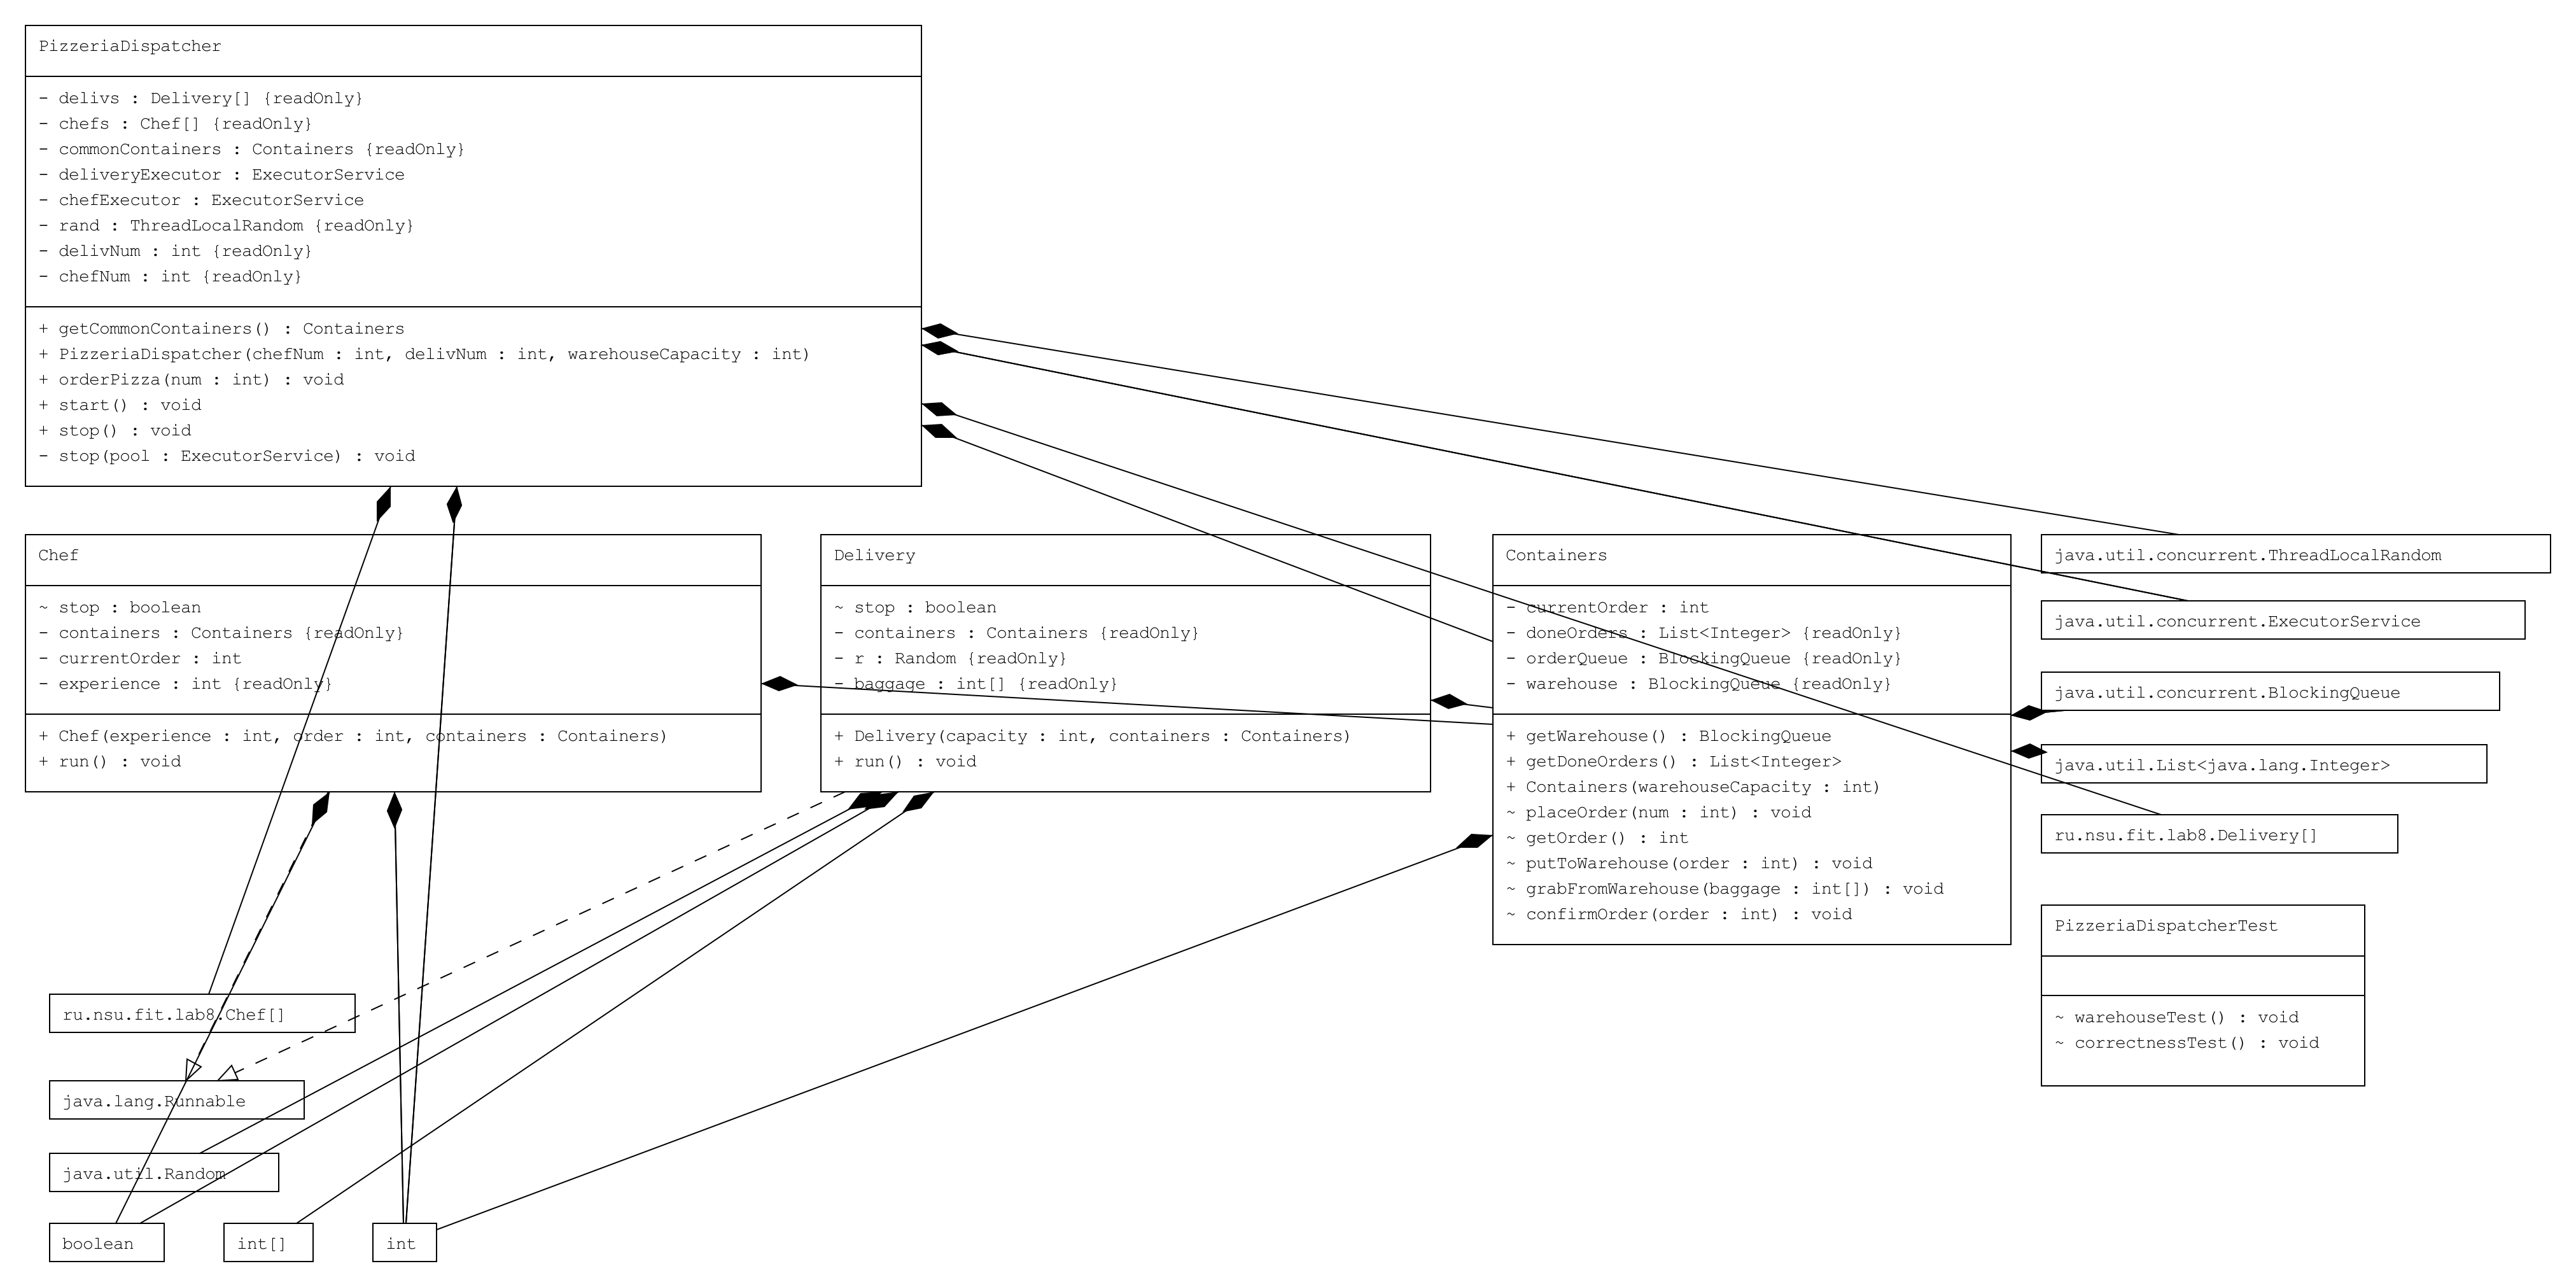 PizzeriaDispatcher
- delivs : Delivery[] {readOnly}
- chefs : Chef[] {readOnly}
- commonContainers : Containers {readOnly}
- deliveryExecutor : ExecutorService
- chefExecutor : ExecutorService
- rand : ThreadLocalRandom {readOnly}
- delivNum : int {readOnly}
- chefNum : int {readOnly}
+ getCommonContainers() : Containers
+ PizzeriaDispatcher(chefNum : int, delivNum : int, warehouseCapacity : int)
+ orderPizza(num : int) : void
+ start() : void
+ stop() : void
- stop(pool : ExecutorService) : void
Chef
~ stop : boolean
- containers : Containers {readOnly}
- currentOrder : int
- experience : int {readOnly}
+ Chef(experience : int, order : int, containers : Containers)
+ run() : void
Delivery
~ stop : boolean
- containers : Containers {readOnly}
- r : Random {readOnly}
- baggage : int[] {readOnly}
+ Delivery(capacity : int, containers : Containers)
+ run() : void
Containers
- currentOrder : int
- doneOrders : List<Integer> {readOnly}
- orderQueue : BlockingQueue {readOnly}
- warehouse : BlockingQueue {readOnly}
+ getWarehouse() : BlockingQueue
+ getDoneOrders() : List<Integer>
+ Containers(warehouseCapacity : int)
~ placeOrder(num : int) : void
~ getOrder() : int
~ putToWarehouse(order : int) : void
~ grabFromWarehouse(baggage : int[]) : void
~ confirmOrder(order : int) : void
java.util.concurrent.ThreadLocalRandom
java.util.concurrent.ExecutorService
java.util.concurrent.BlockingQueue
java.util.List<java.lang.Integer>
ru.nsu.fit.lab8.Delivery[]
PizzeriaDispatcherTest
~ warehouseTest() : void
~ correctnessTest() : void
ru.nsu.fit.lab8.Chef[]
java.lang.Runnable
java.util.Random
boolean
int[]
int